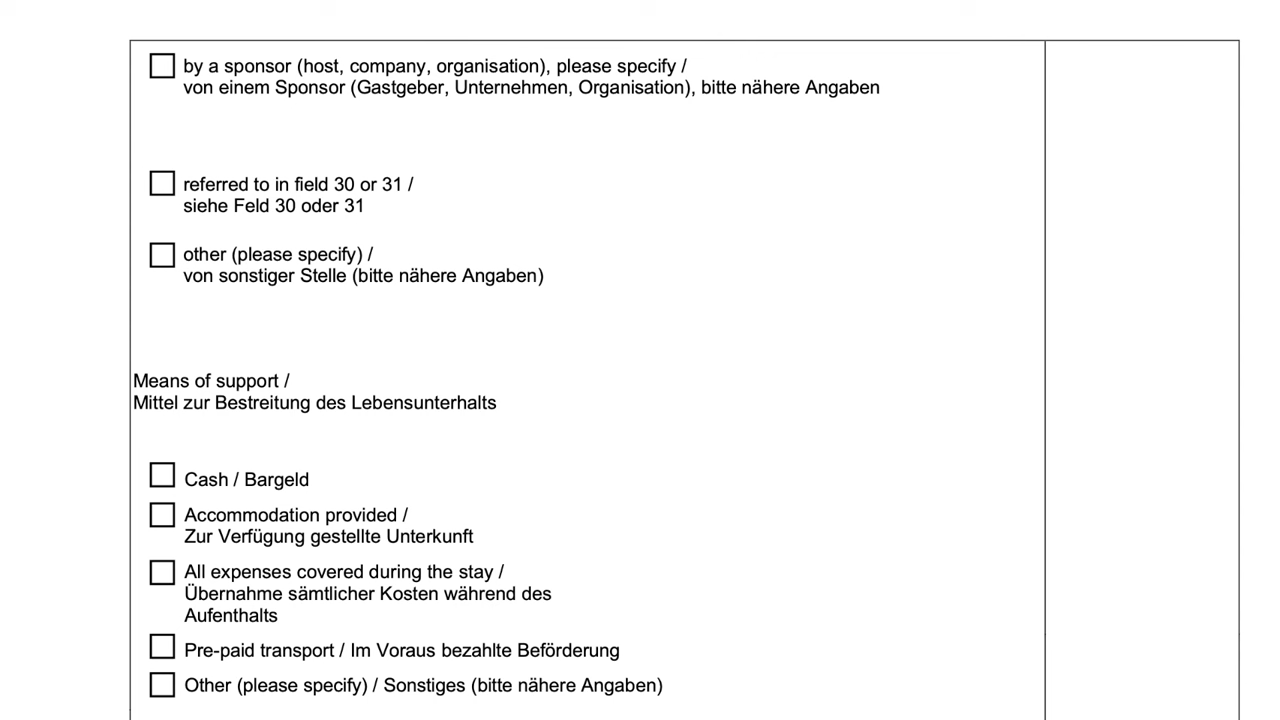 by a sponsor (host, company, organisation), please specify /
von einem Sponsor (Gastgeber, Unternehmen, Organisation), bitte nähere Angaben
referred to in field 30 or 31 /
siehe Feld 30 oder 31
other (please specify) /
von sonstiger Stelle (bitte nähere Angaben)
Means of support /
Mittel zur Bestreitung des Lebensunterhalts
Cash / Bargeld
Accommodation provided /
Zur Verfügung gestellte Unterkunft
All expenses covered during the stay /
Übernahme sämtlicher Kosten während des
Aufenthalts
Pre-paid transport / Im Voraus bezahlte Beförderung
Other (please specify) / Sonstiges (bitte nähere Angaben)